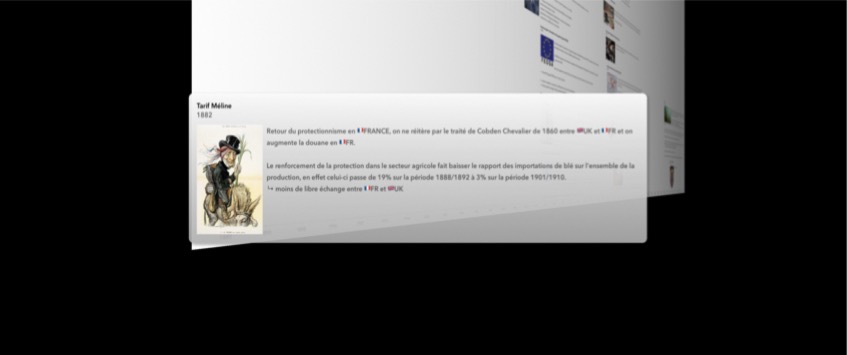 Tarif Méline
1882
Retour du protectionnisme en 🇫🇷FRANCE, on ne réitère par le traité de Cobden Chevalier de 1860 entre 🇬🇧UK et 🇫🇷FR et on
augmente la douane en 🇫🇷FR.
Le renforcement de la protection dans le secteur agricole fait baisser le rapport des importations de blé sur l'ensemble de la
production, en effet celui-ci passe de 19% sur la période 1888/1892 à 3% sur la période 1901/1910.
↳ moins de libre échange entre 🇫🇷FR et 🇬🇧UK